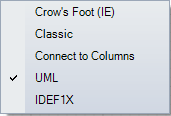 Crow's Foot (IE)
Classic
Connect to Columns
UML
IDEF1X